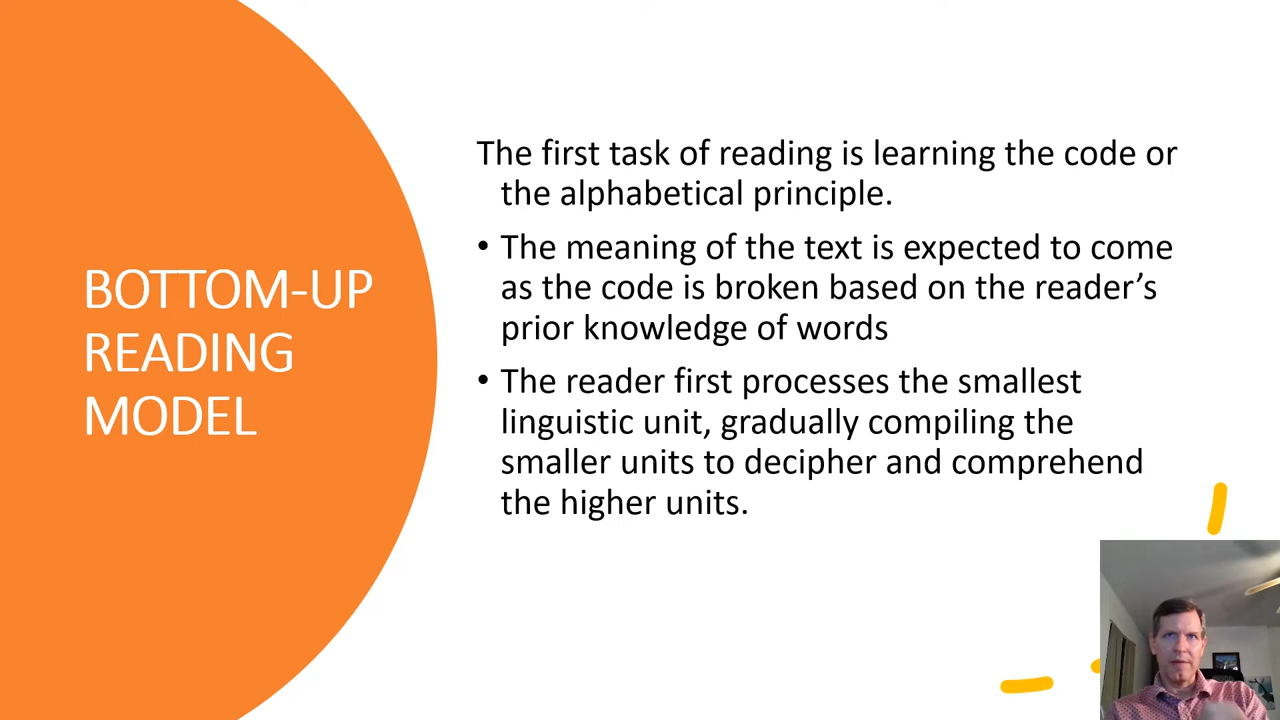 BOTTOM-UP
READING
MODEL
The first task of reading is learning the code or
the alphabetical principle.
• The meaning of the text is expected to come
as the code is broken based on the reader’s
prior knowledge of words
• The reader first processes the smallest
linguistic unit, gradually compiling the
smaller units to decipher and comprehend
the higher units.